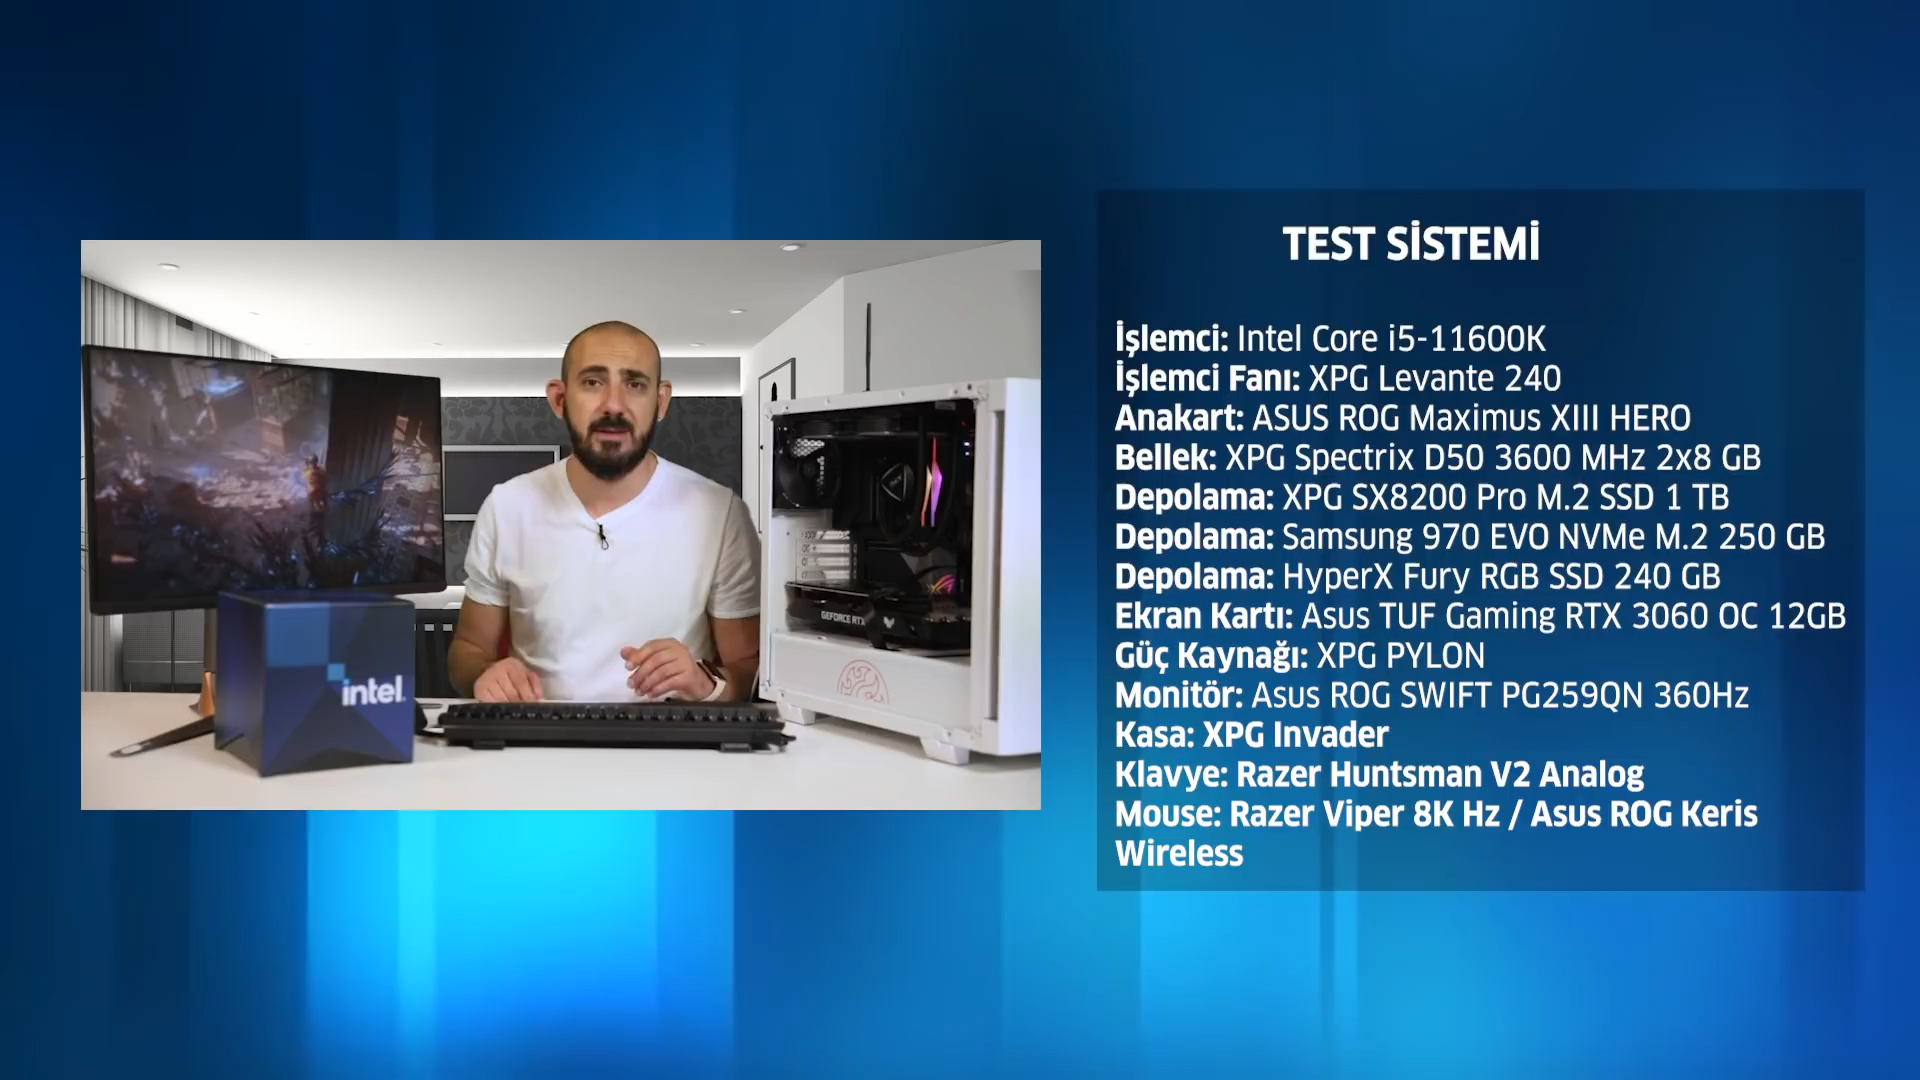 TEST SİSTEMİ
İşlemci: Intel Core i5-11600K
İşlemci Fanı: XPG Levante 240
Anakart: ASUS ROG Maximus XIII HERO
Bellek: XPG Spectrix D50 3600 MHz 2x8 GB
Depolama: XPG SX8200 Pro M.2 SSD 1 TB
Depolama: Samsung 970 EVO NVMe M.2 250 GB
Depolama: HyperX Fury RGB SSD 240 GB
Ekran Kartı: Asus TUF Gaming RTX 3060 OC 12GB
Güç Kaynağı: XPG PYLON
Monitör: Asus ROG SWIFT PG259QN 360Hz
Kasa: XPG Invader
Klavye: Razer Huntsman V2 Analog
Mouse: Razer Viper 8K Hz / Asus ROG Keris
Wireless
intel.
GEFORCE RTX